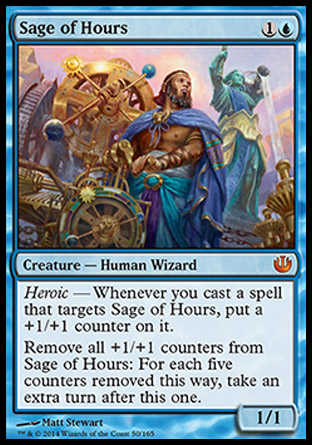 Sage of Hours 1
Creature — Human Wizard
Heroic — Whenever you cast a spell
that targets Sage of Hours, put a
+1/+1 counter on it.
Remove all +1/+1 counters from
Sage of Hours: For each five
counters removed this way, take an
extra turn after this one.
1/1
Matt Stewart
™ & © 2014 Wizards of the Coast 50/165